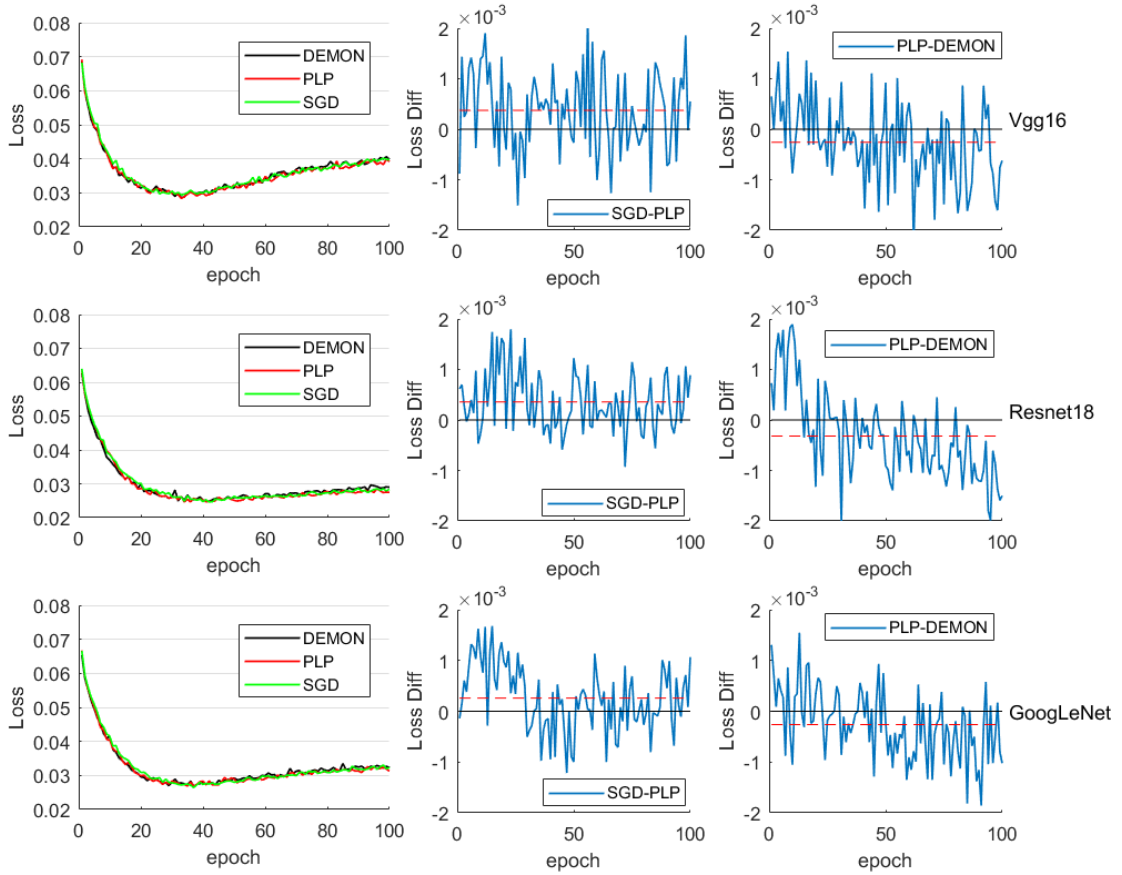 0.08
0.07
0.06
0.05
0.04
0.03
0.02
Loss
0 20 40 60 80 100
epoch
DEMON
PLP
SGD
× 10-3
2
1
0
-1
-2
Loss Diff
0 50 100
epoch
SGD-PLP
× 10-3
2
1
0
-1
-2
Loss Diff
0 50 100
epoch
PLP-DEMON
Vgg16
0.08
0.07
0.06
0.05
0.04
0.03
0.02
Loss
0 20 40 60 80 100
epoch
DEMON
PLP
SGD
× 10-3
2
1
0
-1
-2
Loss Diff
0 50 100
epoch
SGD-PLP
× 10-3
2
1
0
-1
-2
Loss Diff
0 50 100
epoch
PLP-DEMON
Resnet18
0.08
0.07
0.06
0.05
0.04
0.03
0.02
Loss
0 20 40 60 80 100
epoch
DEMON
PLP
SGD
× 10-3
2
1
0
-1
-2
Loss Diff
0 50 100
epoch
SGD-PLP
× 10-3
2
1
0
-1
-2
Loss Diff
0 50 100
epoch
PLP-DEMON
GoogLeNet